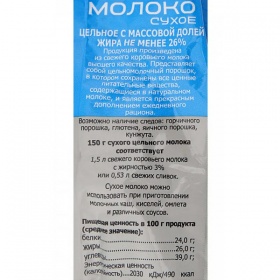 МОЛОКО
СУХОЕ
ЦЕЛЬНОЕ С МАССОВОЙ ДОЛЕЙ
ЖИРА НЕ МЕНЕЕ 26%
Продукция произведена
из свежего коровьего молока
высшего качества. Представляет
собой цельномолочный порошок,
в котором сохранены все ценные
питательные вещества,
содержащиеся в натуральном
молоке, и является прекрасным
дополнением ежедневного
рациона.
Возможно наличие следов: горчичного
порошка, глютена, яичного порошка,
кунжута.
150 г сухого цельного молока
соответствует
1,5 л свежего коровьего молока
с жирностью 3%
или 0,53 л свежих сливок.
Сухое молоко можно
использовать при приготовлении
молочных каш, киселей, омлета
и различных соусов.
Пищевая ценность в 100 г продукта
(среднее значение):
белки 24,0 г;
жиры 26,0 г;
углеводы 39,0 г;
Энергетическая ценность
(калорийность) 2030 кДж/490 ккал